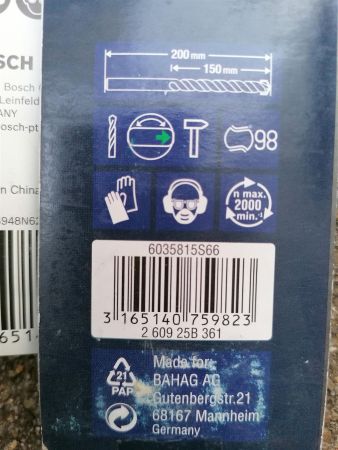 200 mm
150 mm
98
n max.
2000
min.⁻¹
6035815S66
3 165140 759823
2 609 25B 361
21
PAP
Made for:
BAHAG AG
Gutenbergstr.21
68167 Mannheim
Germany
SCH
Bosch
Leinfeld
ANY
osch-pt
n China